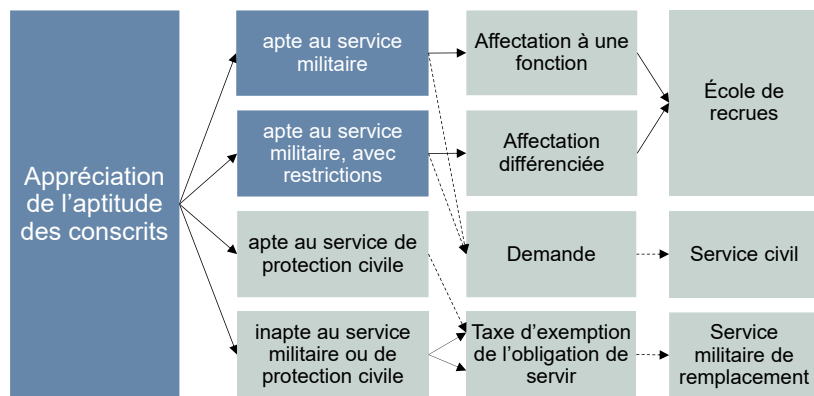 Appréciation
de l'aptitude
des conscrits
apte au service
militaire
apte au service
militaire, avec
restrictions
apte au service de
protection civile
inapte au service
militaire ou de
protection civile
Affectation à une
fonction
Affectation
différenciée
Demande
Taxe d'exemption
de l'obligation de
servir
École de
recrues
Service civil
Service
militaire de
remplacement